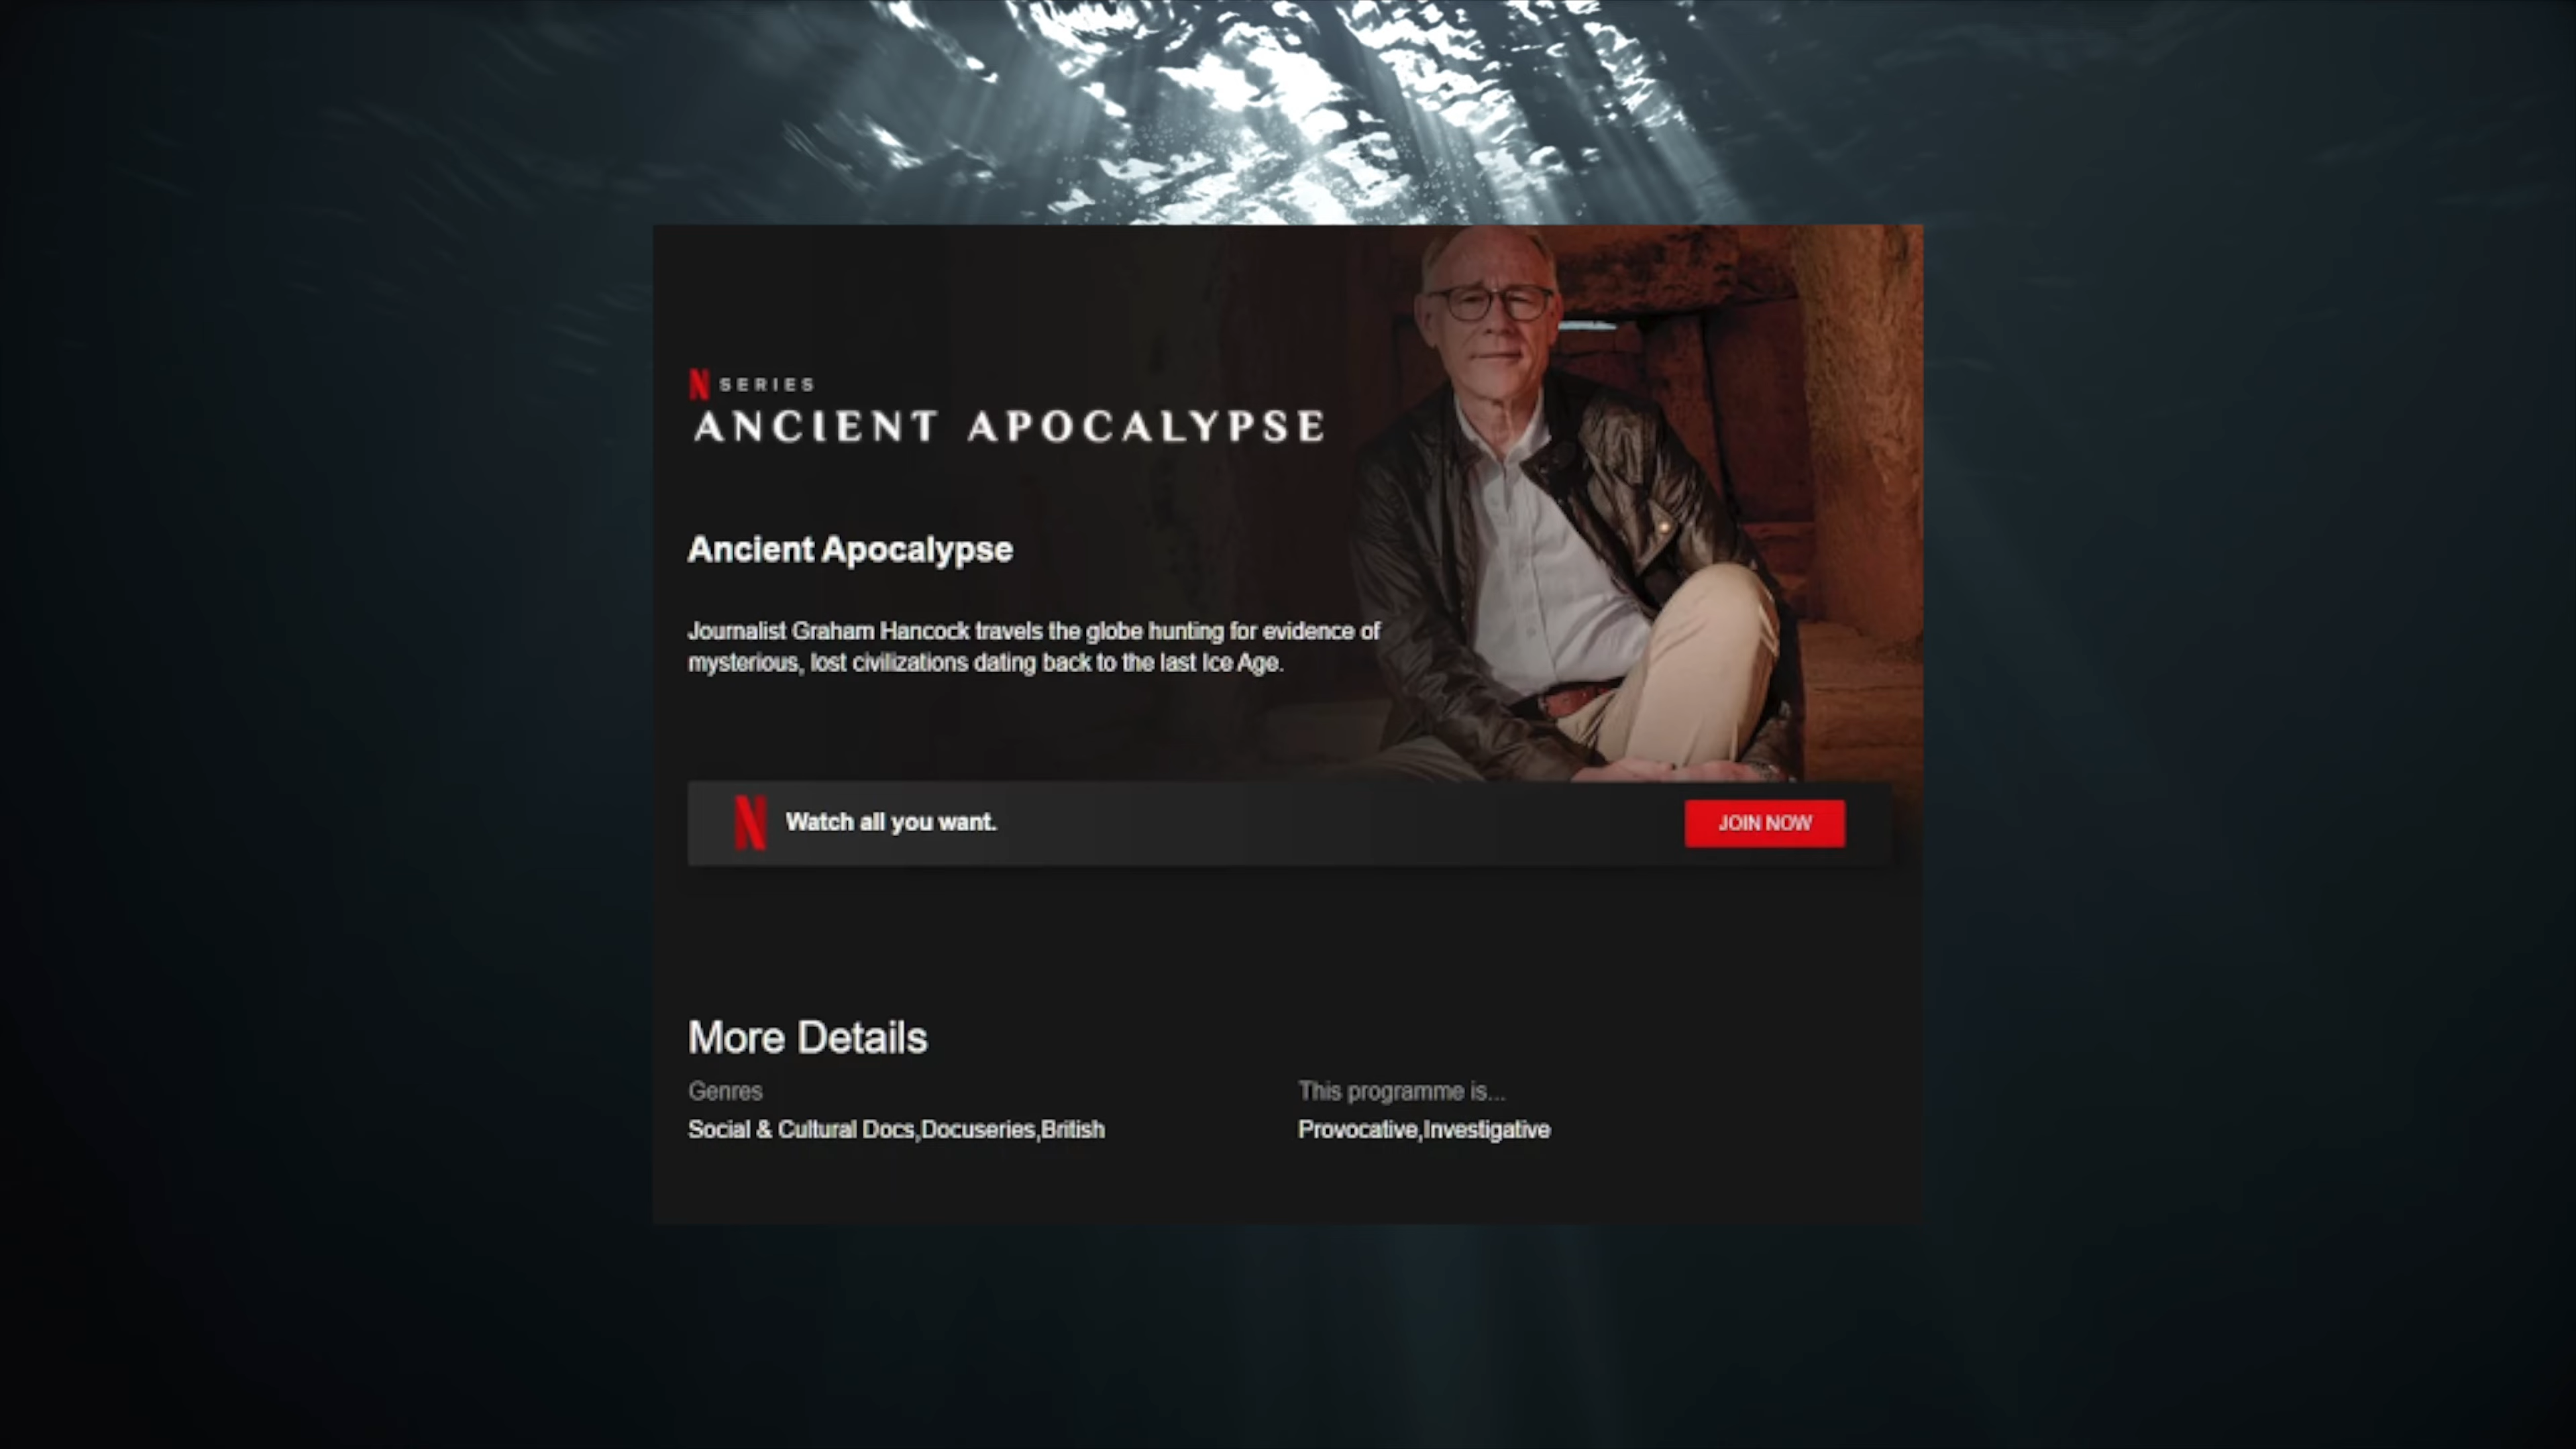 N SERIES
ANCIENT APOCALYPSE
Ancient Apocalypse
Journalist Graham Hancock travels the globe hunting for evidence of
mysterious, lost civilizations dating back to the last Ice Age.
N Watch all you want. JOIN NOW
More Details
Genres
Social & Cultural Docs,Docuseries,British
This programme is...
Provocative,Investigative